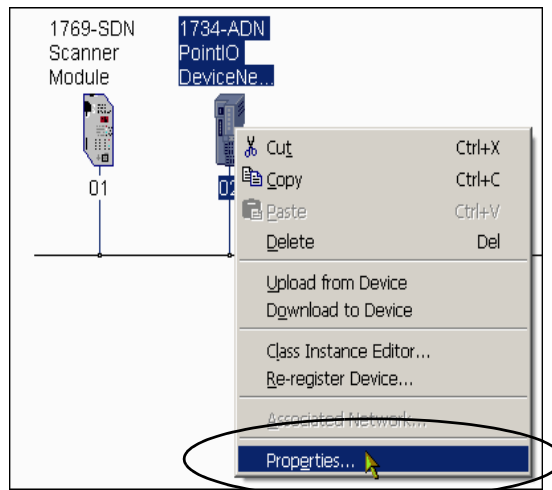 1769-SDN
Scanner
Module
01
1734-ADN
PointIO
DeviceNe...
02
Cut Ctrl+X
Copy Ctrl+C
Paste Ctrl+V
Delete Del
Upload from Device
Download to Device
Class Instance Editor...
Re-register Device...
Associated Network...
Properties...